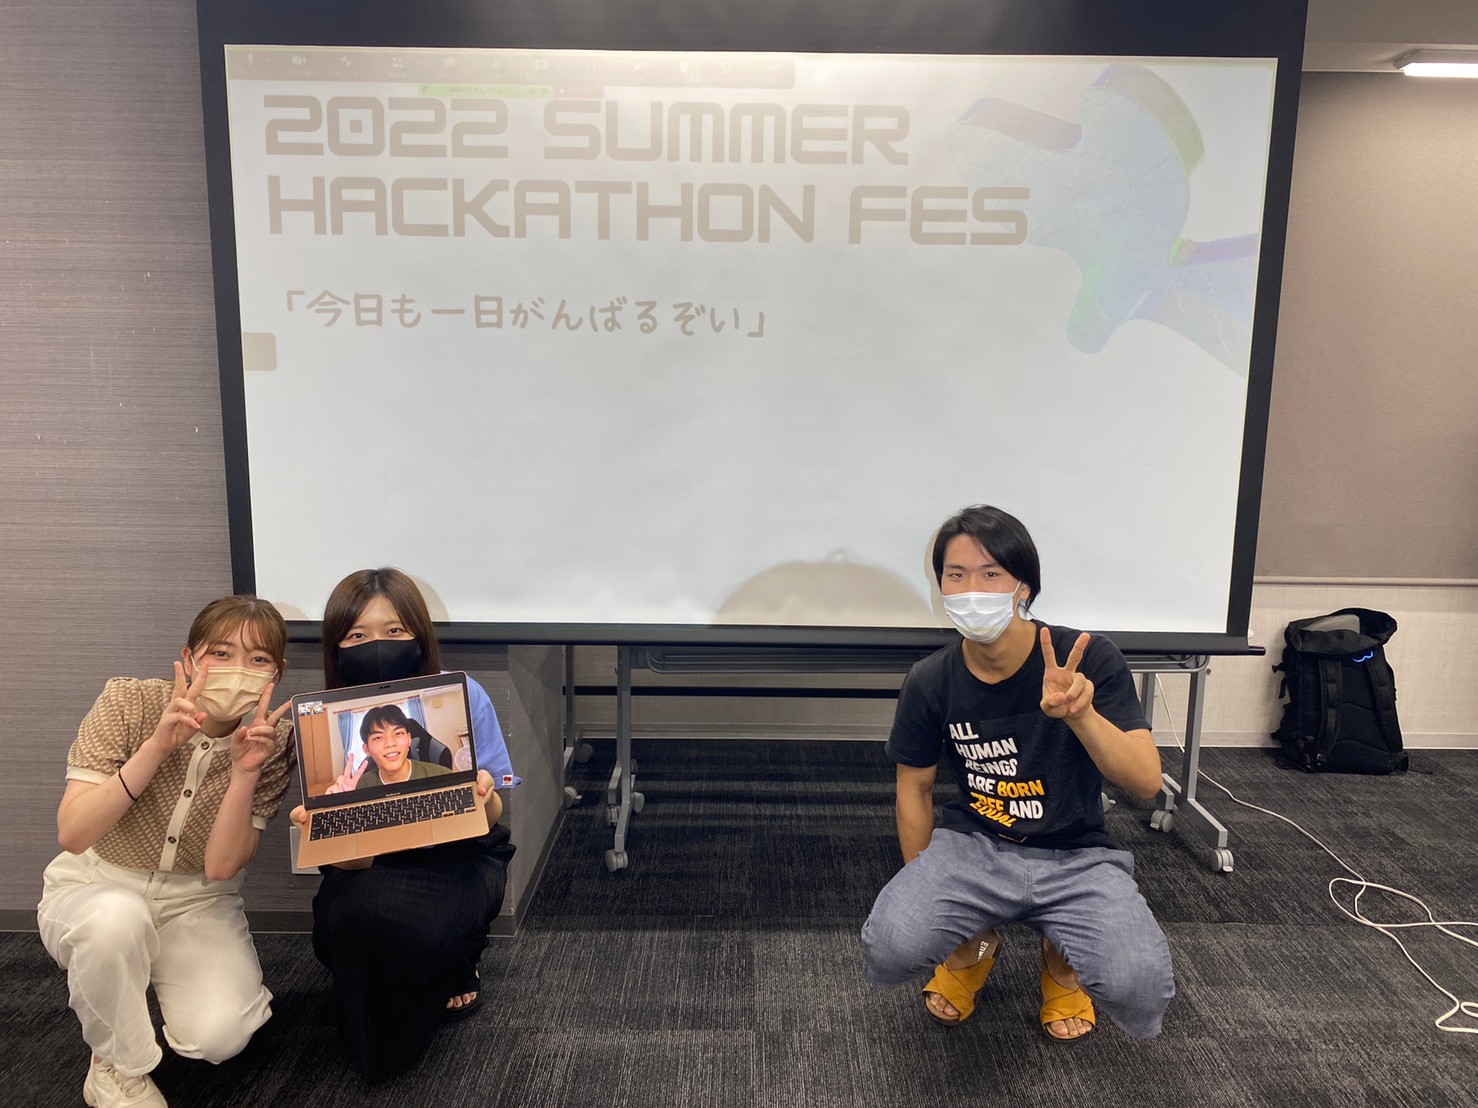 2022 SUMMER
HACKATHON FES
「今日も一日がんばるぞい」
ALL
HUMAN
BEINGS
ARE BORN
FREE AND
EQUAL